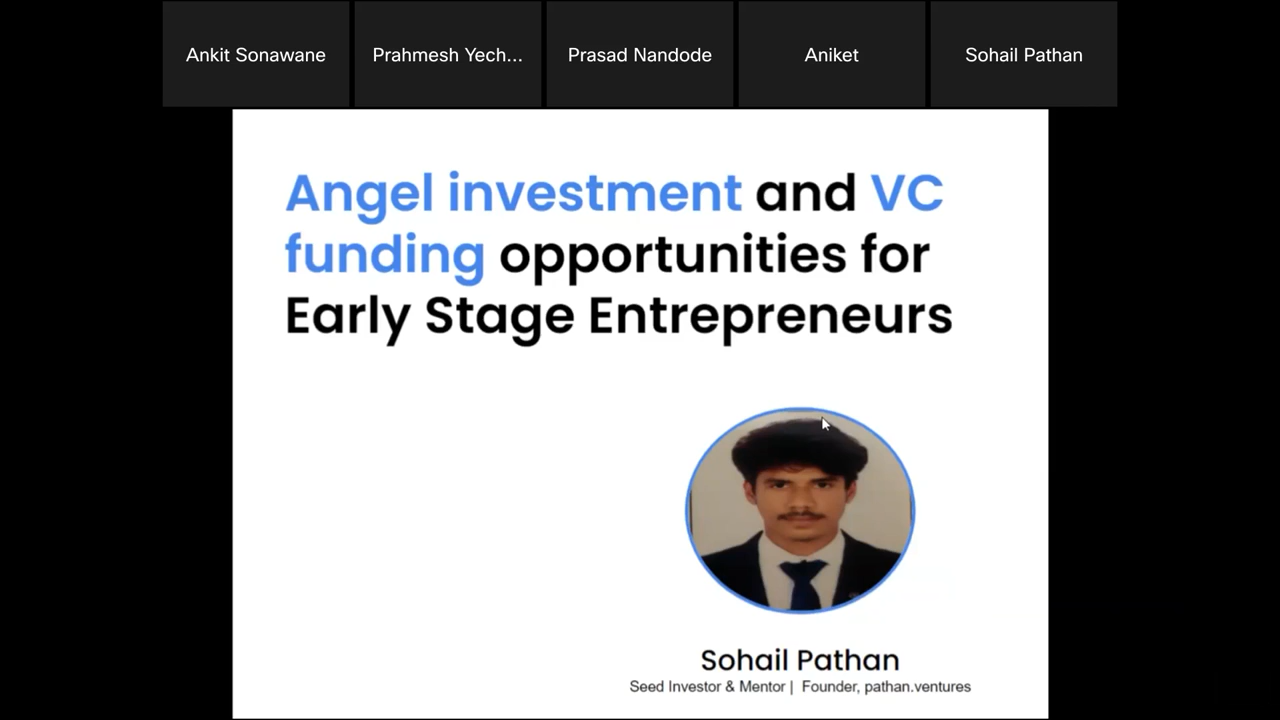 Ankit Sonawane
Prahmesh Yech...
Prasad Nandode
Aniket
Sohail Pathan
Angel investment and VC
funding opportunities for
Early Stage Entrepreneurs
Sohail Pathan
Seed Investor & Mentor | Founder, pathan.ventures